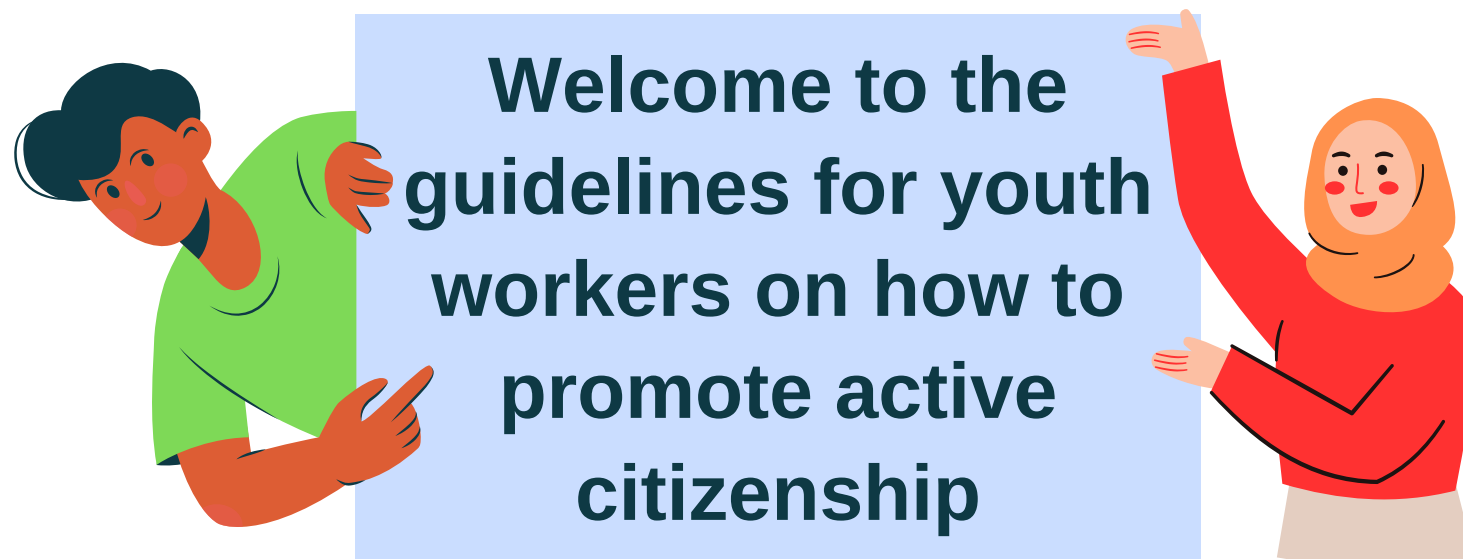 Welcome to the
guidelines for youth
workers on how to
promote active
citizenship